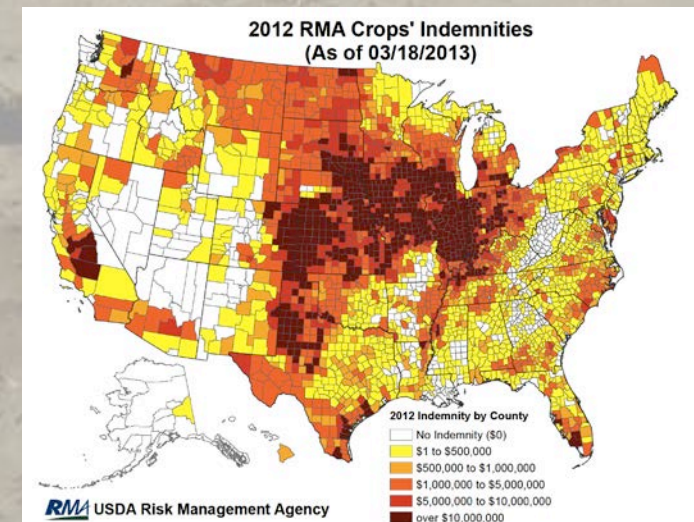 2012 RMA Crops' Indemnities
(As of 03/18/2013)
2012 Indemnity by County
No Indemnity ($0)
$1 to $500,000
$500,000 to $1,000,000
$1,000,000 to $5,000,000
$5,000,000 to $10,000,000
over $10,000,000
RMA USDA Risk Management Agency